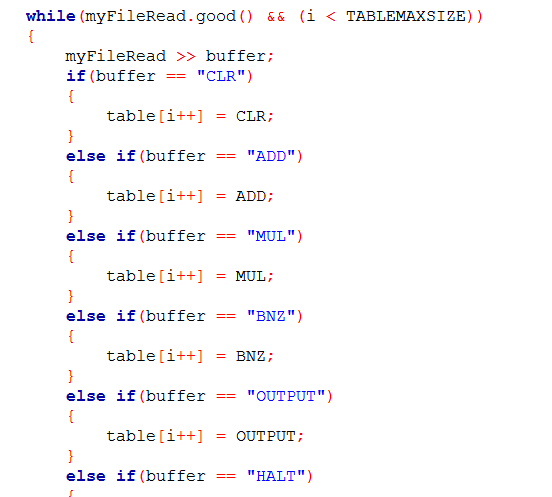 while(myFileRead.good() && (i < TABLEMAXSIZE))
{
    myFileRead >> buffer;
    if(buffer == "CLR")
    {
        table[i++] = CLR;
    }
    else if(buffer == "ADD")
    {
        table[i++] = ADD;
    }
    else if(buffer == "MUL")
    {
        table[i++] = MUL;
    }
    else if(buffer == "BNZ")
    {
        table[i++] = BNZ;
    }
    else if(buffer == "OUTPUT")
    {
        table[i++] = OUTPUT;
    }
    else if(buffer == "HALT")
    {